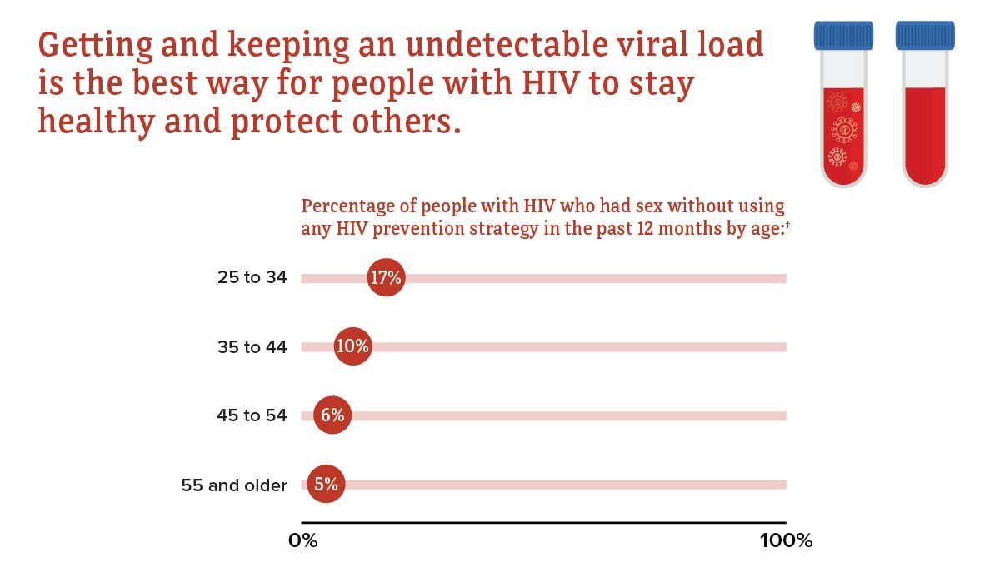 Getting and keeping an undetectable viral load
is the best way for people with HIV to stay
healthy and protect others.
Percentage of people with HIV who had sex without using
any HIV prevention strategy in the past 12 months by age:†
25 to 34
17%
35 to 44
10%
45 to 54
6%
55 and older
5%
0%
100%